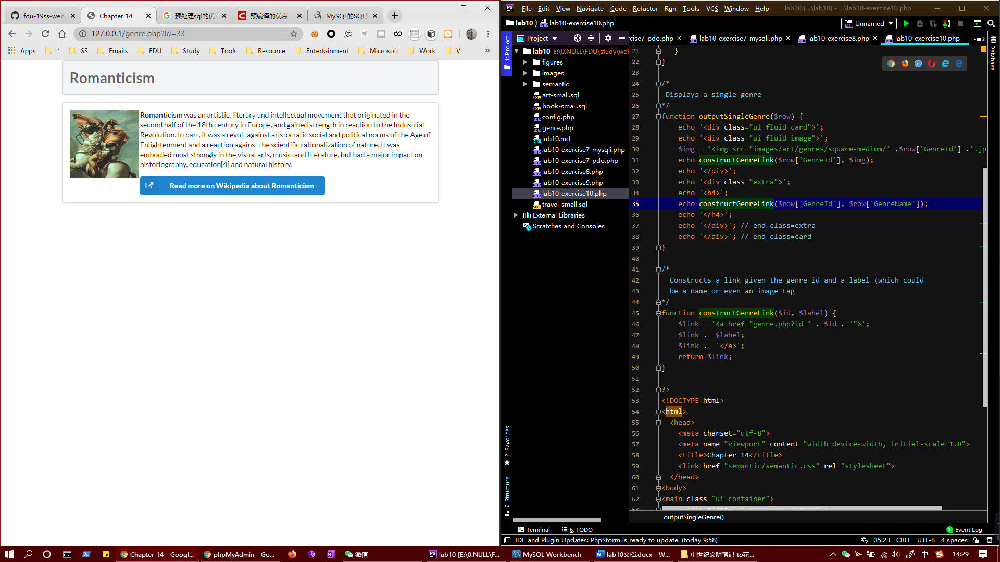 fdu-19ss-web
Chapter 14
预处理sql的优
预编译的优点
MySQL的SQL
127.0.0.1/genre.php?id=33
Apps
*
SS
Emails
FDU
Study
Tools
Resource
Entertainment
Microsoft
Work
V
»
Romanticism
Romanticism was an artistic, literary and intellectual movement that originated in the
second half of the 18th century in Europe, and gained strength in reaction to the Industrial
Revolution. In part, it was a revolt against aristocratic social and political norms of the Age of
Enlightenment and a reaction against the scientific rationalization of nature. It was
embodied most strongly in the visual arts, music, and literature, but had a major impact on
historiography, education[4] and natural history.
Read more on Wikipedia about Romanticism
File Edit View Navigate Code Refactor Run Tools VCS Window Help lab10 [...\lab10] - ...\lab10-exercise10.php
lab10 lab10-exercise10.php
Unnamed
Project
cise7-pdo.php
lab10-exercise7-mysqli.php
lab10-exercise8.php
lab10-exercise10.php
1: Project
2: Favorites
7: Structure
Database
lab10 E:\0.NULL\FDU\study\we
figures
images
semantic
art-small.sql
book-small.sql
config.php
genre.php
lab10.md
lab10-exercise7-mysqli.php
lab10-exercise7-pdo.php
lab10-exercise8.php
lab10-exercise9.php
lab10-exercise10.php
travel-small.sql
External Libraries
Scratches and Consoles
21 }
22 }
23
24 /*
25 Displays a single genre
26 */
27 function outputSingleGenre($row) {
28 echo '<div class="ui fluid card">';
29 echo '<div class="ui fluid image">';
30 $img = '<img src="images/art/genres/square-medium/' .$row['GenreId'] .'.jp
31 echo constructGenreLink($row['GenreId'], $img);
32 echo '</div>';
33 echo '<div class="extra">';
34 echo '<h4>';
35 echo constructGenreLink($row['GenreId'], $row['GenreName']);
36 echo '</h4>';
37 echo '</div>'; // end class=extra
38 echo '</div>'; // end class=card
39 }
40
41 /*
42 Constructs a link given the genre id and a label (which could
43 be a name or even an image tag
44 */
45 function constructGenreLink($id, $label) {
46 $link = '<a href="genre.php?id=' . $id . '">';
47 $link .= $label;
48 $link .= '</a>';
49 return $link;
50 }
51
52 ?>
53 <!DOCTYPE html>
54 <html>
55 <head>
56 <meta charset="utf-8">
57 <meta name="viewport" content="width=device-width, initial-scale=1.0">
58 <title>Chapter 14</title>
59 <link href="semantic/semantic.css" rel="stylesheet">
60 </head>
61 <body>
62 <main class="ui container">
63 <div class="ui secondary segment">
outputSingleGenre()
Terminal 6: TODO
1 Event Log
IDE and Plugin Updates: PhpStorm is ready to update. (today 9:58)
35:23 CRLF UTF-8 4 spaces
Chapter 14 - Googl...
phpMyAdmin - Go...
微信
lab10 [E:\0.NULL\F...
MySQL Workbench
lab10文档.docx - W...
中世纪文明笔记-to花...
中
14:29